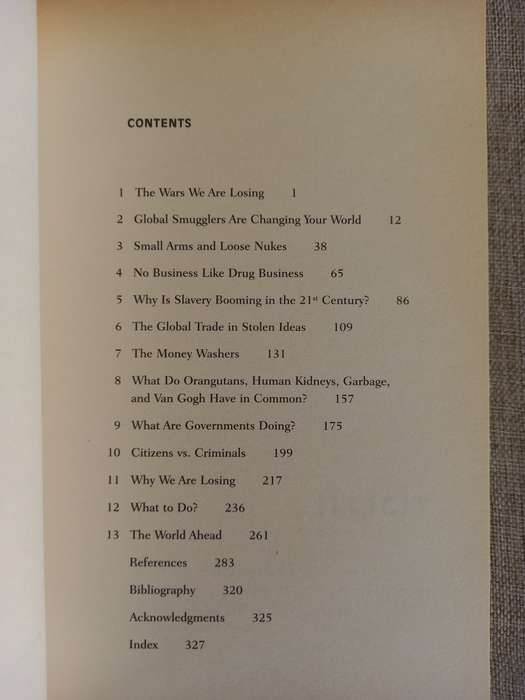 CONTENTS
1 The Wars We Are Losing 1
2 Global Smugglers Are Changing Your World 12
3 Small Arms and Loose Nukes 38
4 No Business Like Drug Business 65
5 Why Is Slavery Booming in the 21st Century? 86
6 The Global Trade in Stolen Ideas 109
7 The Money Washers 131
8 What Do Orangutans, Human Kidneys, Garbage,
and Van Gogh Have in Common? 157
9 What Are Governments Doing? 175
10 Citizens vs. Criminals 199
11 Why We Are Losing 217
12 What to Do? 236
13 The World Ahead 261
References 283
Bibliography 320
Acknowledgments 325
Index 327